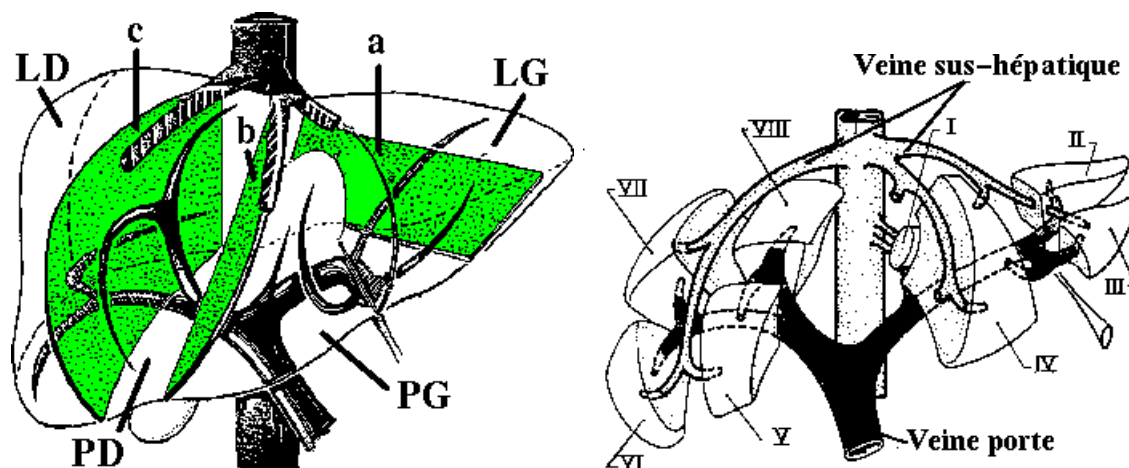 c
a
LD
LG
b
PD
PG
Veine sus-hépatique
VIII
I
II
VII
III
IV
V
VI
Veine porte